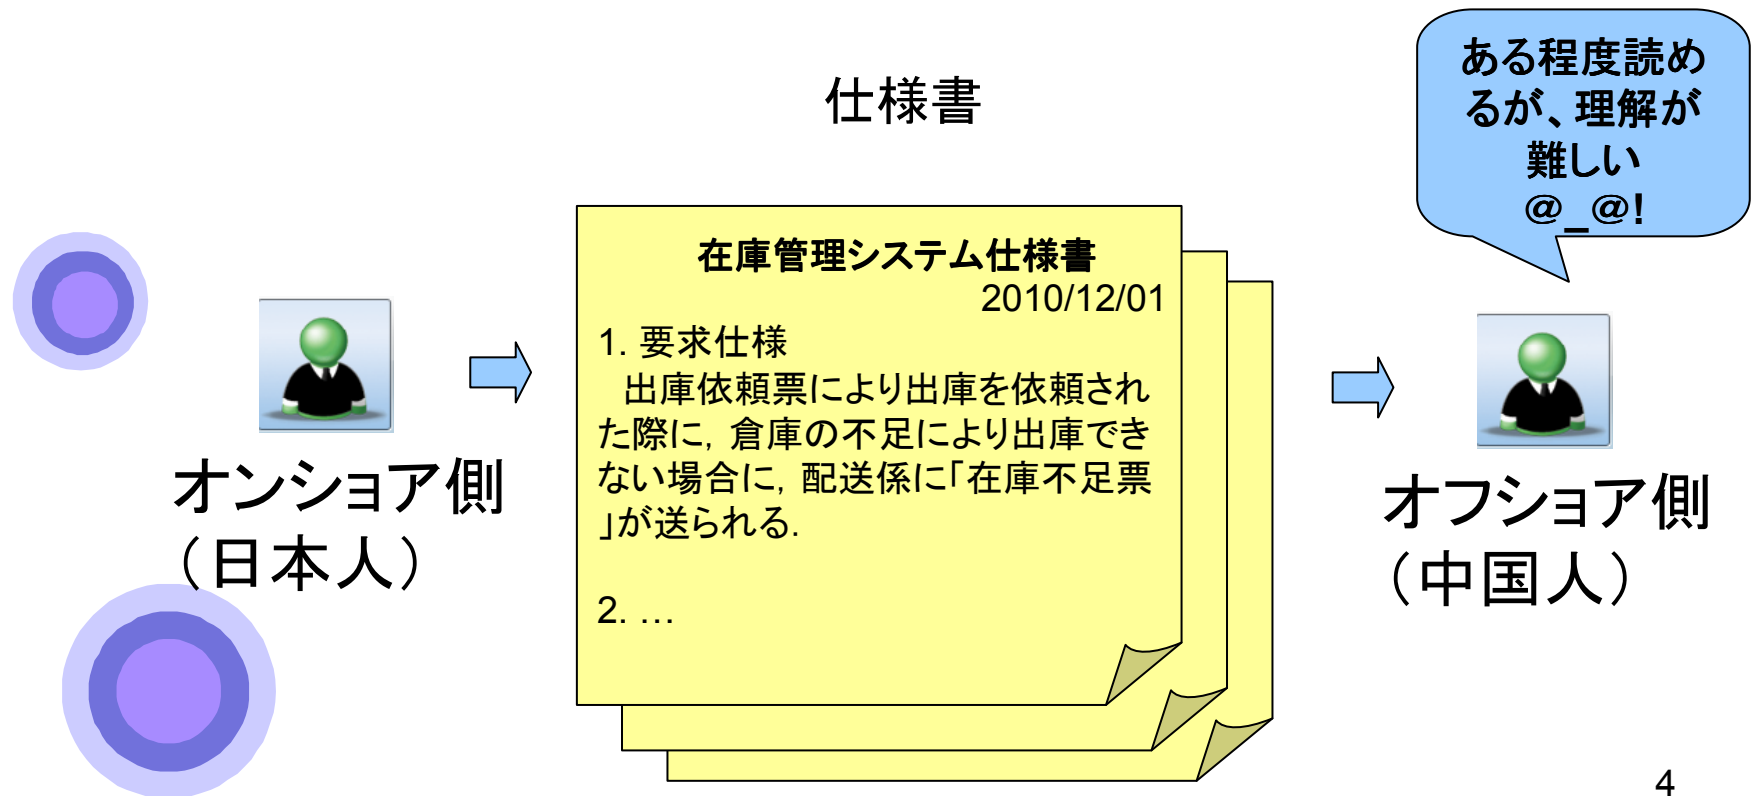 仕様書
ある程度読め
るが、理解が
難しい
@_@!
在庫管理システム仕様書
2010/12/01
1. 要求仕様
出庫依頼票により出庫を依頼され
た際に, 倉庫の不足により出庫でき
ない場合に, 配送係に「在庫不足票
」が送られる.
2. …
オンショア側
（日本人）
オフショア側
（中国人）
4